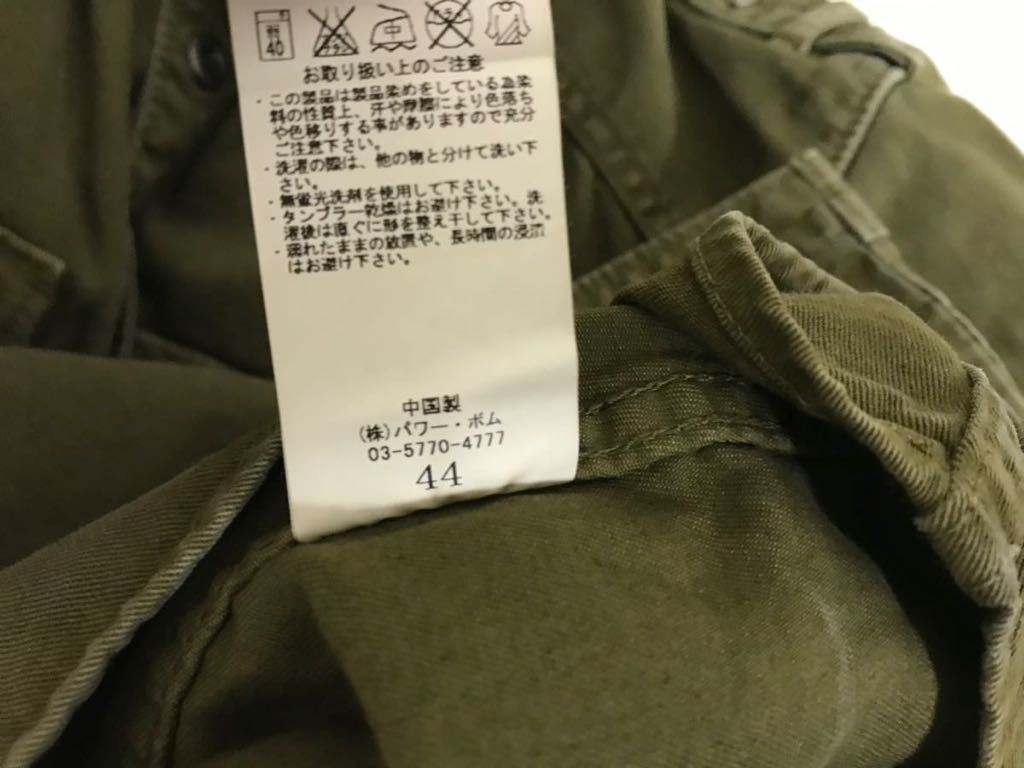 弱
40
お取り扱い上のご注意
・この製品は製品染めをしている為染
料の性質上、汗や摩擦により色落ち
や色移りする事がありますので充分
ご注意下さい。
・洗濯の際は、他の物と分けて洗い下
さい。
・無蛍光洗剤を使用して下さい。
・タンブラー乾燥はお避け下さい。洗
濯後は直ぐに形を整え干して下さい。
・濡れたままの放置や、長時間の浸漬
はお避け下さい。
中国製
(株)パワー・ボム
03-5770-4777
44